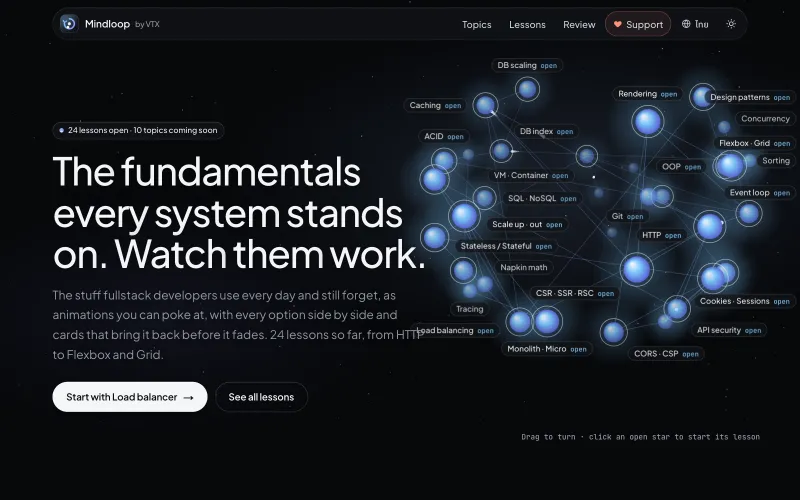 Mindloop by VTX
Topics Lessons Review Support ไทย
24 lessons open · 10 topics coming soon
The fundamentals
every system stands
on. Watch them work.
The stuff fullstack developers use every day and still forget, as
animations you can poke at, with every option side by side and
cards that bring it back before it fades. 24 lessons so far, from HTTP
to Flexbox and Grid.
Start with Load balancer →
See all lessons
DB scaling open
Rendering open
Design patterns open
Caching open
Concurrency
DB index open
ACID open
Flexbox · Grid open
Sorting
OOP open
VM · Container open
Event loop open
SQL · NoSQL open
Git open
Scale up · out open
HTTP open
Stateless / Stateful open
Napkin math
CSR · SSR · RSC open
Cookies · Sessions open
Tracing
Load balancing open
API security open
Monolith · Micro open
CORS · CSP open
Drag to turn · click an open star to start its lesson